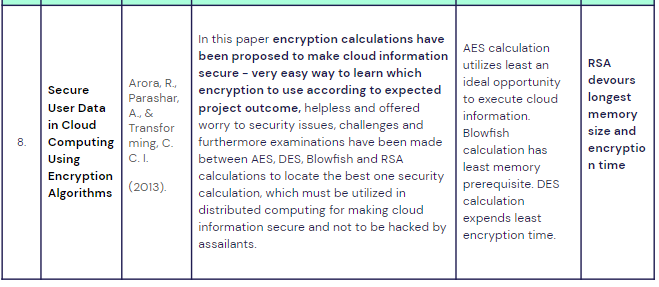 8.
Secure
User Data
in Cloud
Computing
Using
Encryption
Algorithms
Arora, R.,
Parashar,
A., &
Transfor
ming, C.
C. I.
(2013).
In this paper encryption calculations have
been proposed to make cloud information
secure - very easy way to learn which
encryption to use according to expected
project outcome, helpless and offered
worry to security issues, challenges and
furthermore examinations have been made
between AES, DES, Blowfish and RSA
calculations to locate the best one security
calculation, which must be utilized in
distributed computing for making cloud
information secure and not to be hacked by
assailants.
AES calculation
utilizes least an
ideal opportunity
to execute cloud
information.
Blowfish
calculation has
least memory
prerequisite. DES
calculation
expends least
encryption time.
RSA
devours
longest
memory
size and
encryptio
n time